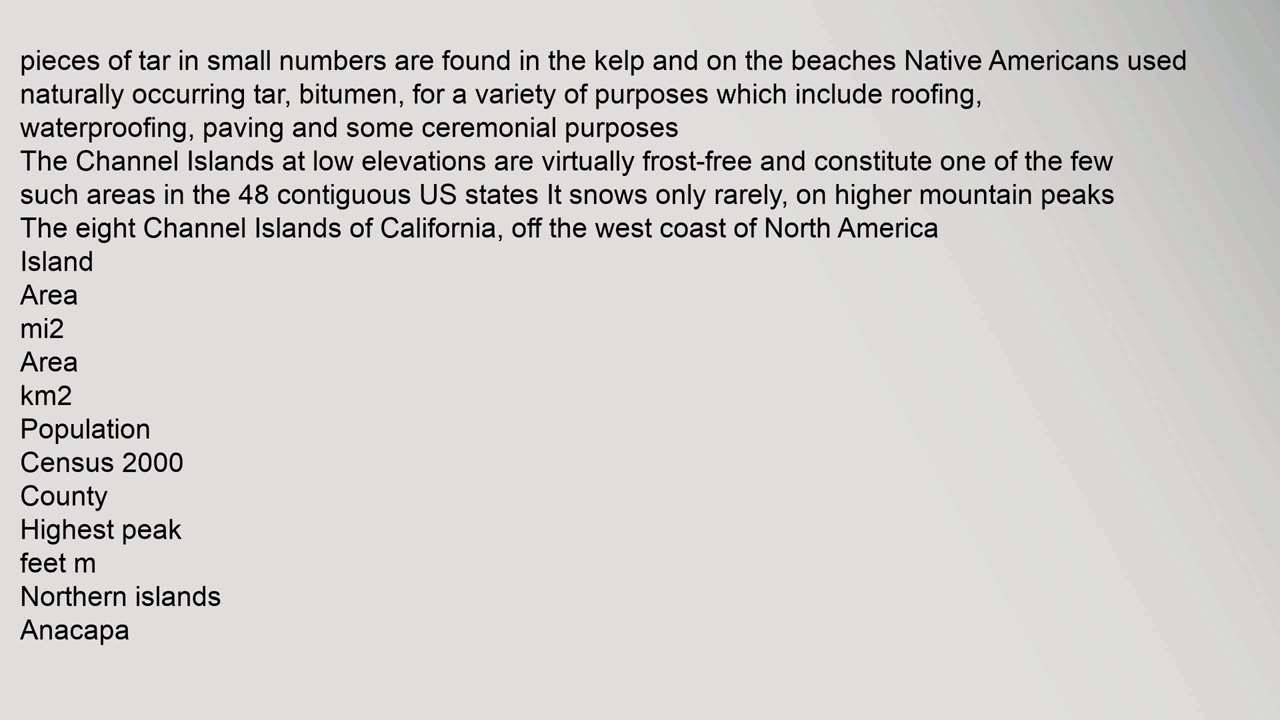 pieces of tar in small numbers are found in the kelp and on the beaches Native Americans used
naturally occurring tar, bitumen, for a variety of purposes which include roofing,
waterproofing, paving and some ceremonial purposes
The Channel Islands at low elevations are virtually frost-free and constitute one of the few
such areas in the 48 contiguous US states It snows only rarely, on higher mountain peaks
The eight Channel Islands of California, off the west coast of North America
Island
Area
mi2
Area
km2
Population
Census 2000
County
Highest peak
feet m
Northern islands
Anacapa